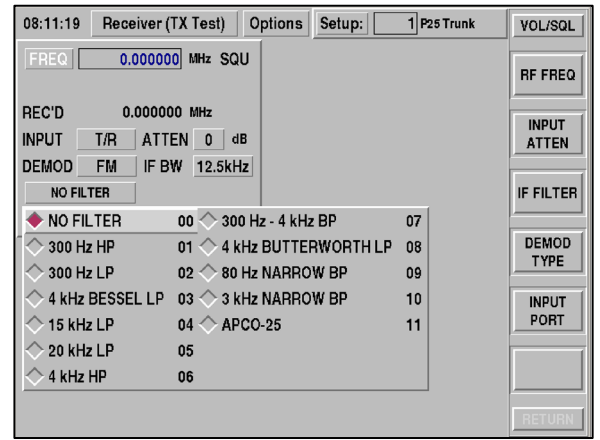 08:11:19 Receiver (TX Test) Options Setup: 1 P25 Trunk
FREQ 0.000000 MHz SQU
REC'D 0.000000 MHz
INPUT T/R ATTEN 0 dB
DEMOD FM IF BW 12.5kHz
NO FILTER
NO FILTER 00
300 Hz HP 01
300 Hz LP 02
4 kHz BESSEL LP 03
15 kHz LP 04
20 kHz LP 05
4 kHz HP 06
300 Hz - 4 kHz BP 07
4 kHz BUTTERWORTH LP 08
80 Hz NARROW BP 09
3 kHz NARROW BP 10
APCO-25 11
VOL/SQL
RF FREQ
INPUT
ATTEN
IF FILTER
DEMOD
TYPE
INPUT
PORT
RETURN